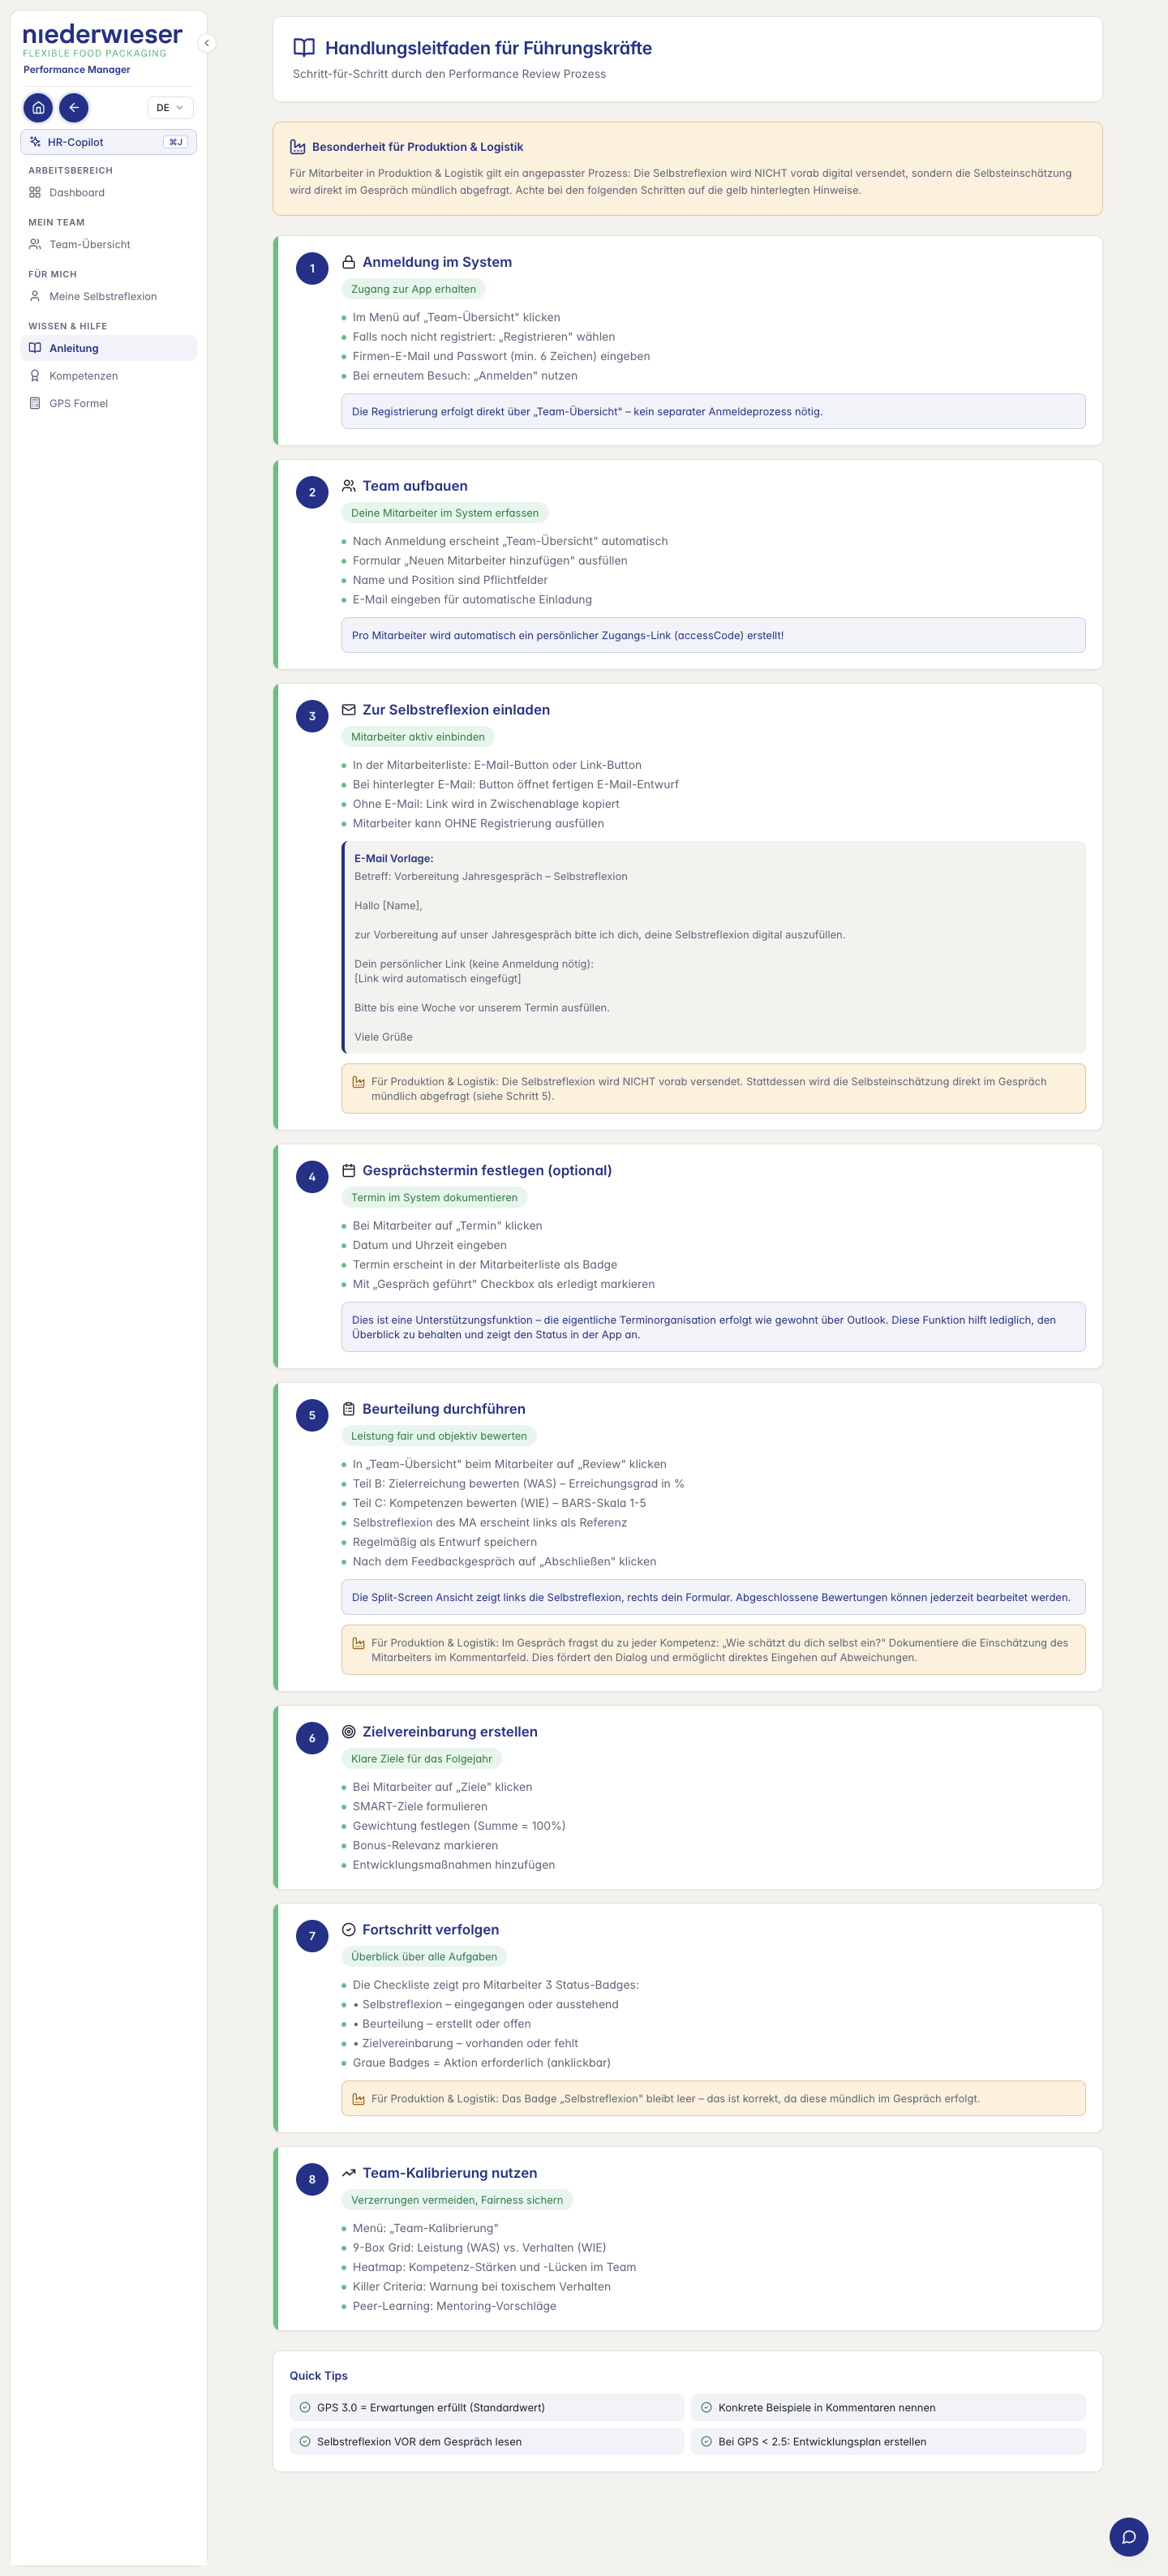 niederwieser
FLEXIBLE FOOD PACKAGING
Performance Manager
DE
HR-Copilot
⌘J
ARBEITSBEREICH
Dashboard
MEIN TEAM
Team-Übersicht
FÜR MICH
Meine Selbstreflexion
WISSEN & HILFE
Anleitung
Kompetenzen
GPS Formel
Handlungsleitfaden für Führungskräfte
Schritt-für-Schritt durch den Performance Review Prozess
Besonderheit für Produktion & Logistik
Für Mitarbeiter in Produktion & Logistik gilt ein angepasster Prozess: Die Selbstreflexion wird NICHT vorab digital versendet, sondern die Selbsteinschätzung
wird direkt im Gespräch mündlich abgefragt. Achte bei den folgenden Schritten auf die gelb hinterlegten Hinweise.
1
Anmeldung im System
Zugang zur App erhalten
Im Menü auf „Team-Übersicht" klicken
Falls noch nicht registriert: „Registrieren" wählen
Firmen-E-Mail und Passwort (min. 6 Zeichen) eingeben
Bei erneutem Besuch: „Anmelden" nutzen
Die Registrierung erfolgt direkt über „Team-Übersicht" – kein separater Anmeldeprozess nötig.
2
Team aufbauen
Deine Mitarbeiter im System erfassen
Nach Anmeldung erscheint „Team-Übersicht" automatisch
Formular „Neuen Mitarbeiter hinzufügen" ausfüllen
Name und Position sind Pflichtfelder
E-Mail eingeben für automatische Einladung
Pro Mitarbeiter wird automatisch ein persönlicher Zugangs-Link (accessCode) erstellt!
3
Zur Selbstreflexion einladen
Mitarbeiter aktiv einbinden
In der Mitarbeiterliste: E-Mail-Button oder Link-Button
Bei hinterlegter E-Mail: Button öffnet fertigen E-Mail-Entwurf
Ohne E-Mail: Link wird in Zwischenablage kopiert
Mitarbeiter kann OHNE Registrierung ausfüllen
E-Mail Vorlage:
Betreff: Vorbereitung Jahresgespräch – Selbstreflexion
Hallo [Name],
zur Vorbereitung auf unser Jahresgespräch bitte ich dich, deine Selbstreflexion digital auszufüllen.
Dein persönlicher Link (keine Anmeldung nötig):
[Link wird automatisch eingefügt]
Bitte bis eine Woche vor unserem Termin ausfüllen.
Viele Grüße
Für Produktion & Logistik: Die Selbstreflexion wird NICHT vorab versendet. Stattdessen wird die Selbsteinschätzung direkt im Gespräch
mündlich abgefragt (siehe Schritt 5).
4
Gesprächstermin festlegen (optional)
Termin im System dokumentieren
Bei Mitarbeiter auf „Termin" klicken
Datum und Uhrzeit eingeben
Termin erscheint in der Mitarbeiterliste als Badge
Mit „Gespräch geführt" Checkbox als erledigt markieren
Dies ist eine Unterstützungsfunktion – die eigentliche Terminorganisation erfolgt wie gewohnt über Outlook. Diese Funktion hilft lediglich, den
Überblick zu behalten und zeigt den Status in der App an.
5
Beurteilung durchführen
Leistung fair und objektiv bewerten
In „Team-Übersicht" beim Mitarbeiter auf „Review" klicken
Teil B: Zielerreichung bewerten (WAS) – Erreichungsgrad in %
Teil C: Kompetenzen bewerten (WIE) – BARS-Skala 1-5
Selbstreflexion des MA erscheint links als Referenz
Regelmäßig als Entwurf speichern
Nach dem Feedbackgespräch auf „Abschließen" klicken
Die Split-Screen Ansicht zeigt links die Selbstreflexion, rechts dein Formular. Abgeschlossene Bewertungen können jederzeit bearbeitet werden.
Für Produktion & Logistik: Im Gespräch fragst du zu jeder Kompetenz: „Wie schätzt du dich selbst ein?" Dokumentiere die Einschätzung des
Mitarbeiters im Kommentarfeld. Dies fördert den Dialog und ermöglicht direktes Eingehen auf Abweichungen.
6
Zielvereinbarung erstellen
Klare Ziele für das Folgejahr
Bei Mitarbeiter auf „Ziele" klicken
SMART-Ziele formulieren
Gewichtung festlegen (Summe = 100%)
Bonus-Relevanz markieren
Entwicklungsmaßnahmen hinzufügen
7
Fortschritt verfolgen
Überblick über alle Aufgaben
Die Checkliste zeigt pro Mitarbeiter 3 Status-Badges:
• Selbstreflexion – eingegangen oder ausstehend
• Beurteilung – erstellt oder offen
• Zielvereinbarung – vorhanden oder fehlt
Graue Badges = Aktion erforderlich (anklickbar)
Für Produktion & Logistik: Das Badge „Selbstreflexion" bleibt leer – das ist korrekt, da diese mündlich im Gespräch erfolgt.
8
Team-Kalibrierung nutzen
Verzerrungen vermeiden, Fairness sichern
Menü: „Team-Kalibrierung"
9-Box Grid: Leistung (WAS) vs. Verhalten (WIE)
Heatmap: Kompetenz-Stärken und -Lücken im Team
Killer Criteria: Warnung bei toxischem Verhalten
Peer-Learning: Mentoring-Vorschläge
Quick Tips
GPS 3.0 = Erwartungen erfüllt (Standardwert)
Konkrete Beispiele in Kommentaren nennen
Selbstreflexion VOR dem Gespräch lesen
Bei GPS < 2.5: Entwicklungsplan erstellen